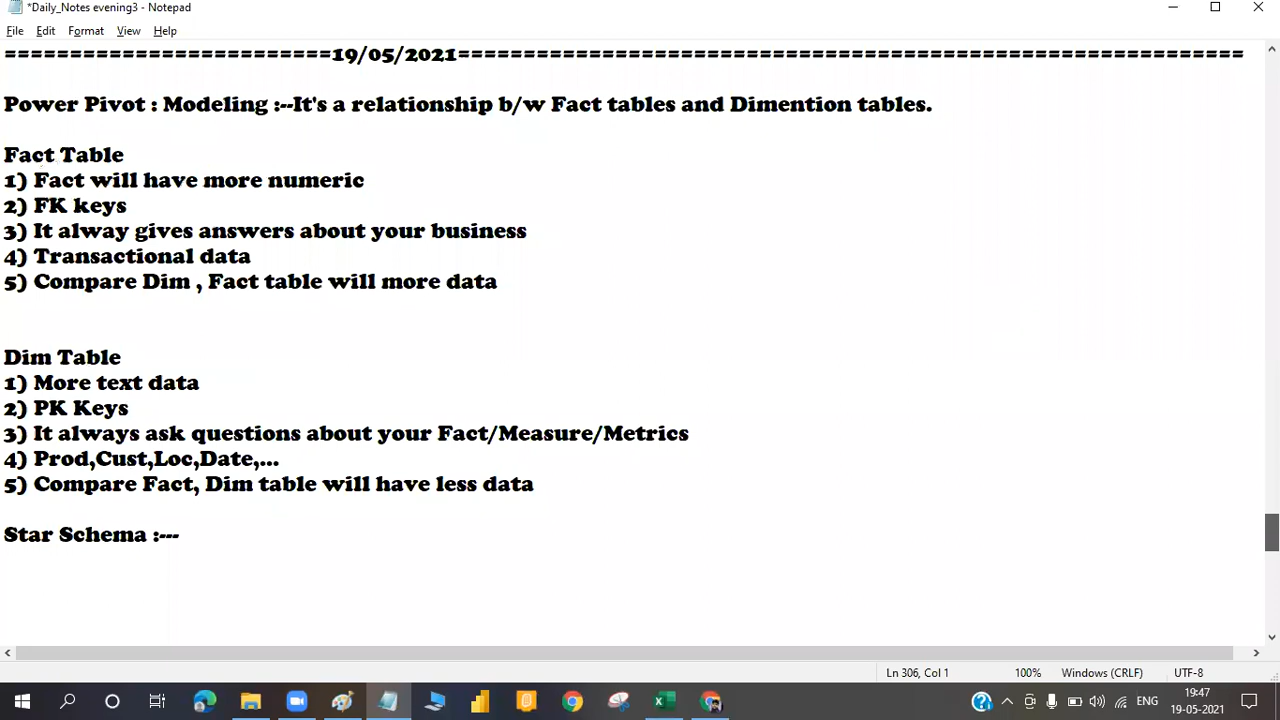 *Daily_Notes evening3 - Notepad
File Edit Format View Help
=========================19/05/2021============================================================
Power Pivot : Modeling :--It's a relationship b/w Fact tables and Dimention tables.
Fact Table
1) Fact will have more numeric
2) FK keys
3) It alway gives answers about your business
4) Transactional data
5) Compare Dim , Fact table will more data
Dim Table
1) More text data
2) PK Keys
3) It always ask questions about your Fact/Measure/Metrics
4) Prod,Cust,Loc,Date,...
5) Compare Fact, Dim table will have less data
Star Schema :---
Ln 306, Col 1 100% Windows (CRLF) UTF-8
ENG 19:47
19-05-2021